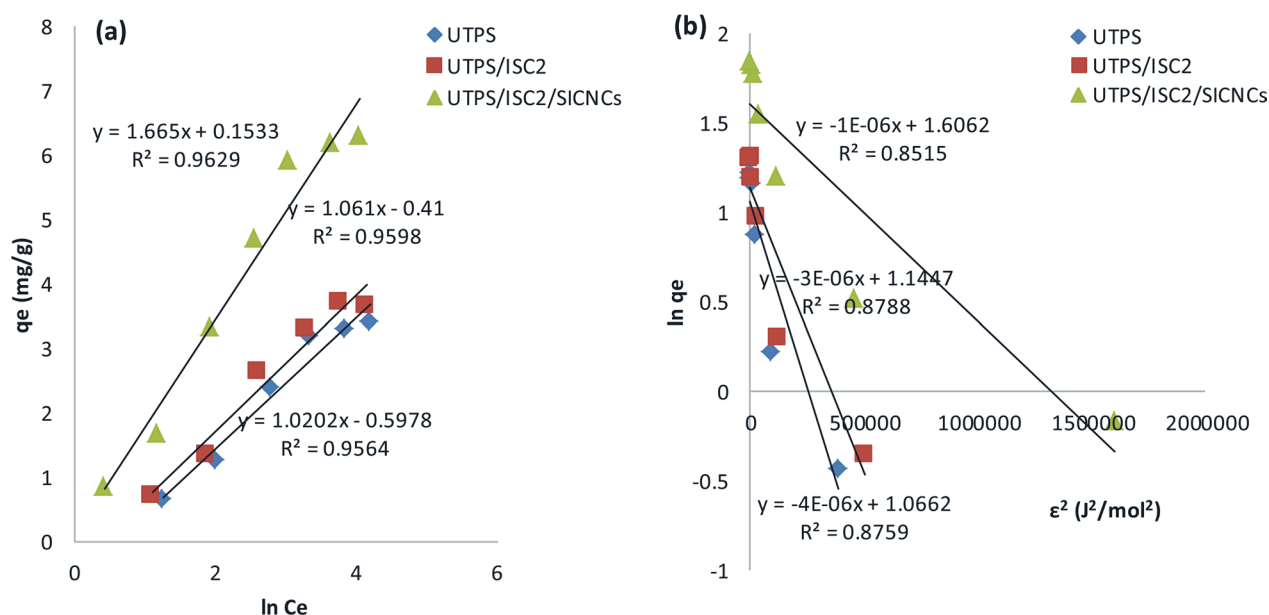 (a)
UTPS
UTPS/ISC2
UTPS/ISC2/SICNCs
y = 1.665x + 0.1533
R² = 0.9629
y = 1.061x - 0.41
R² = 0.9598
y = 1.0202x - 0.5978
R² = 0.9564
qe (mg/g)
9
8
7
6
5
4
3
2
1
0
0
2
4
6
ln Ce
(b)
UTPS
UTPS/ISC2
UTPS/ISC2/SICNCs
y = -1E-06x + 1.6062
R² = 0.8515
y = -3E-06x + 1.1447
R² = 0.8788
y = -4E-06x + 1.0662
R² = 0.8759
ln qe
2
1.5
1
0.5
0
-0.5
-1
0
500000
1000000
1500000
2000000
ε² (J²/mol²)